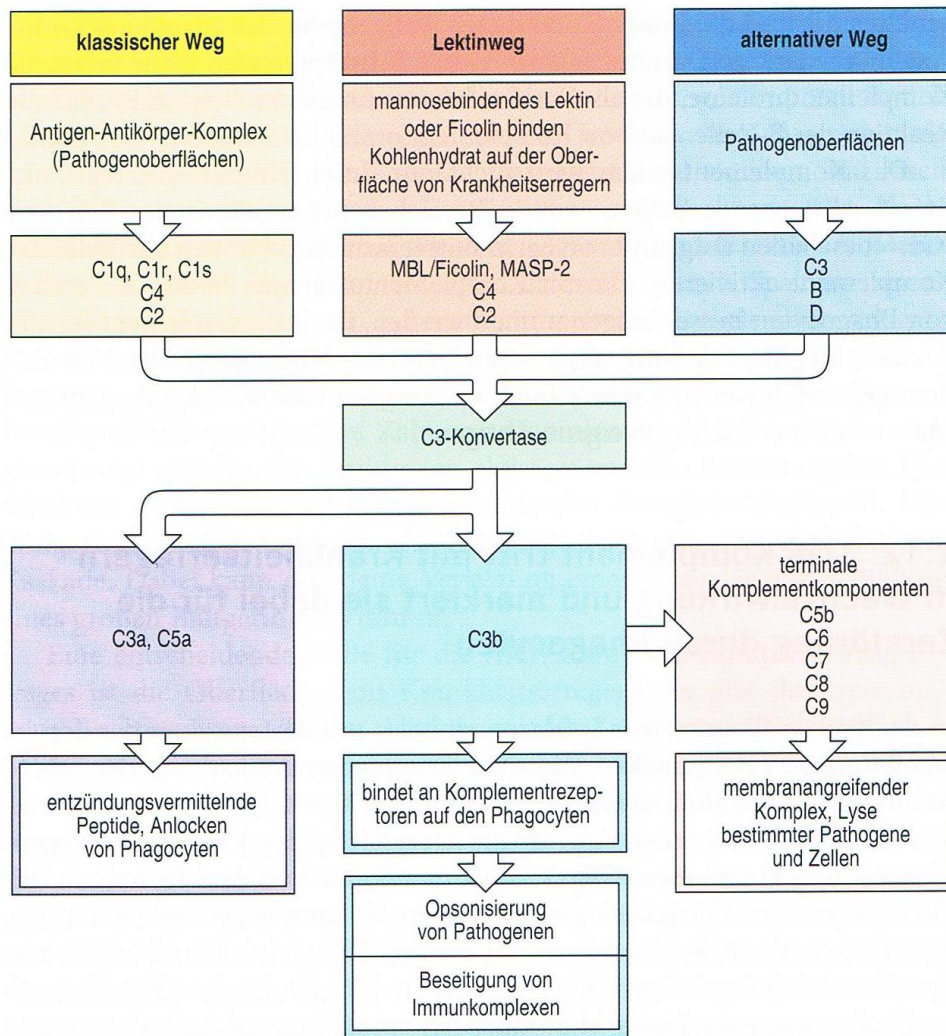 klassischer Weg
Lektinweg
alternativer Weg
Antigen-Antikörper-Komplex
(Pathogenoberflächen)
mannosebindendes Lektin
oder Ficolin binden
Kohlenhydrat auf der Ober-
fläche von Krankheitserregern
Pathogenoberflächen
C1q, C1r, C1s
C4
C2
MBL/Ficolin, MASP-2
C4
C2
C3
B
D
C3-Konvertase
C3a, C5a
C3b
terminale
Komplementkomponenten
C5b
C6
C7
C8
C9
entzündungsvermittelnde
Peptide, Anlocken
von Phagocyten
bindet an Komplementrezep-
toren auf den Phagocyten
membranangreifender
Komplex, Lyse
bestimmter Pathogene
und Zellen
Opsonisierung
von Pathogenen
Beseitigung von
Immunkomplexen